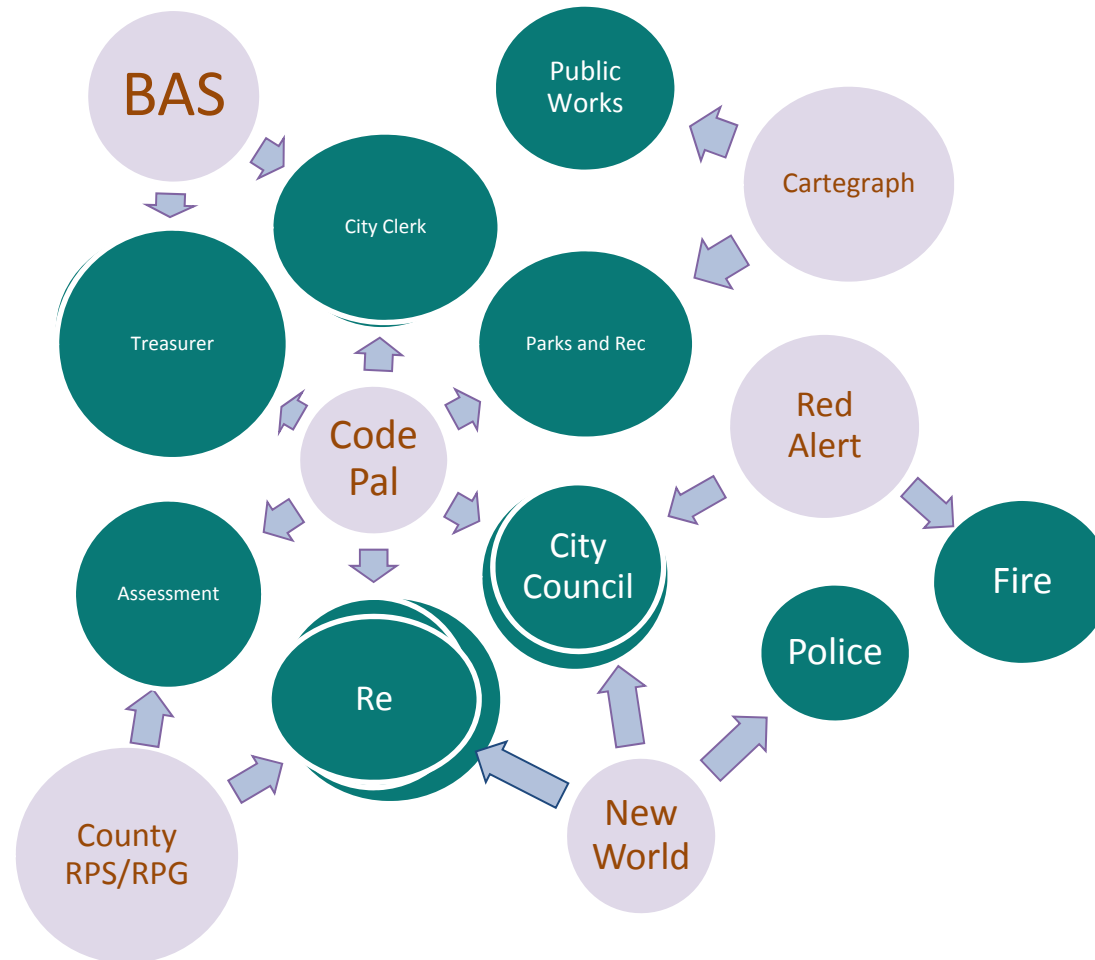 BAS
Public
Works
Cartegraph
City Clerk
Treasurer
Parks and Rec
Code
Pal
Red
Alert
City
Council
Fire
Assessment
Police
Re
New
World
County
RPS/RPG